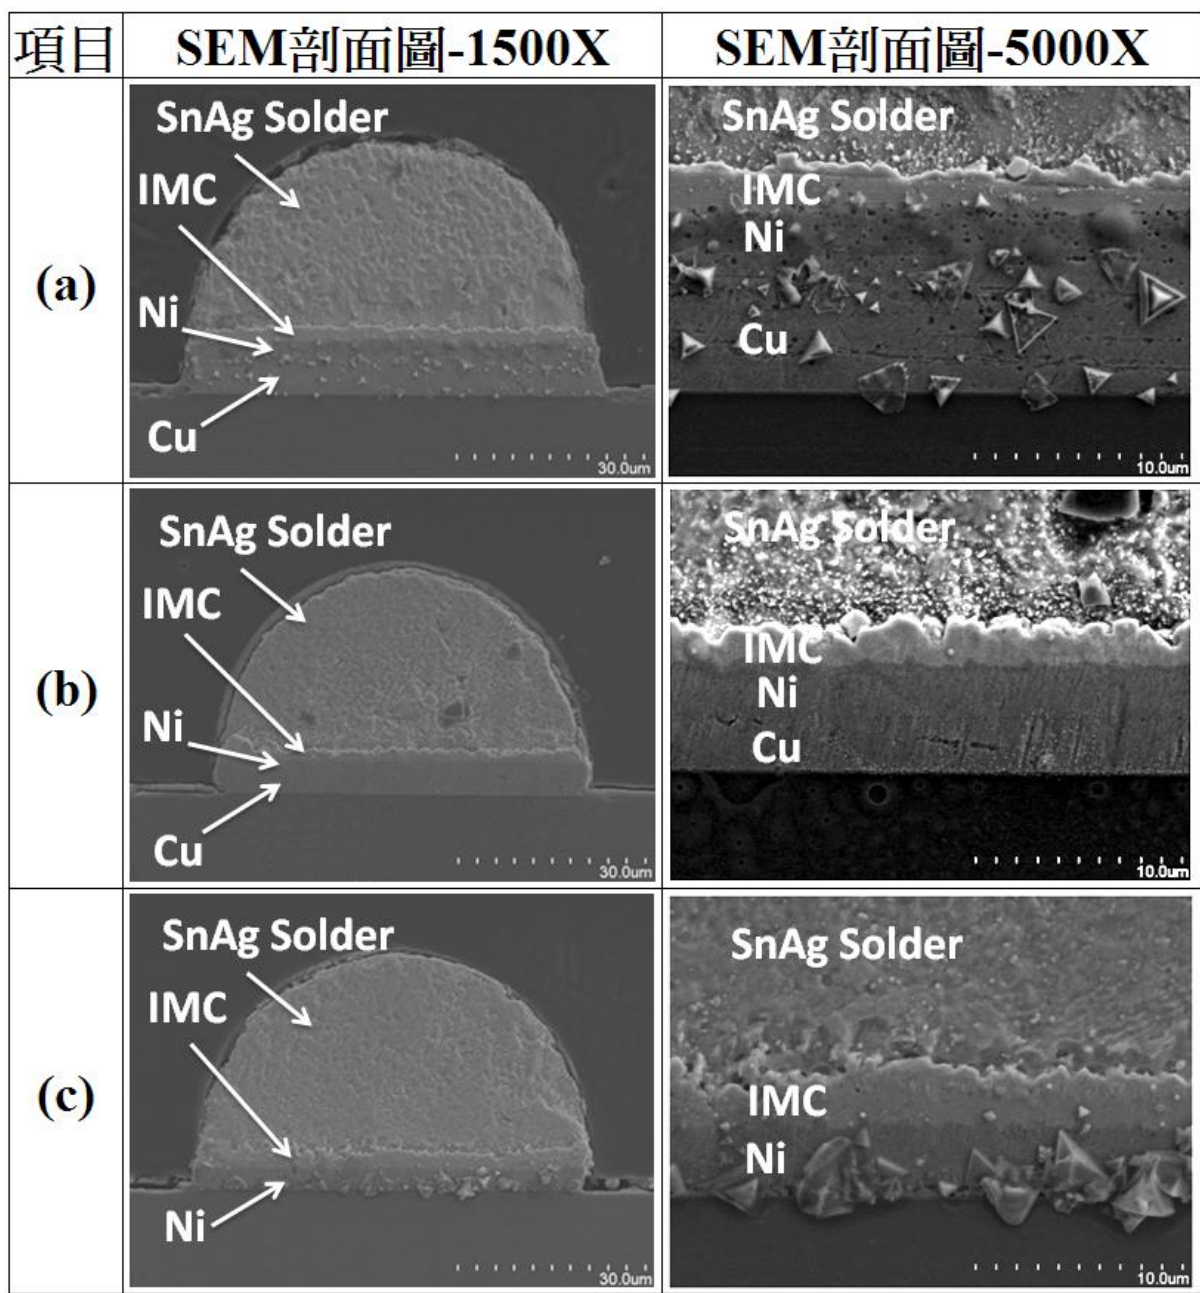 項目
SEM剖面圖-1500X
SEM剖面圖-5000X
(a)
SnAg Solder
IMC
Ni
Cu
30.0um
SnAg Solder
IMC
Ni
Cu
10.0um
(b)
SnAg Solder
IMC
Ni
Cu
30.0um
SnAg Solder
IMC
Ni
Cu
10.0um
(c)
SnAg Solder
IMC
Ni
30.0um
SnAg Solder
IMC
Ni
10.0um